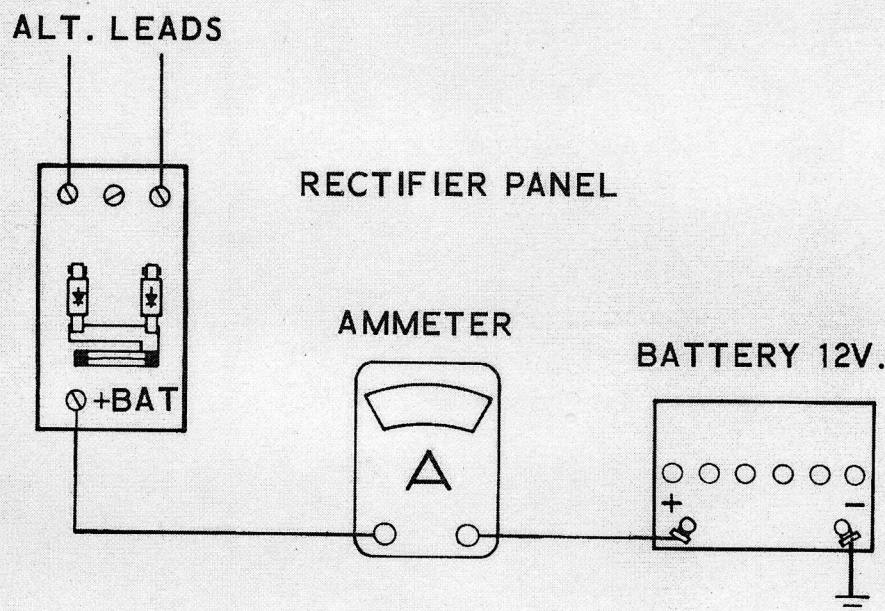 ALT. LEADS
RECTIFIER PANEL
AMMETER
BATTERY 12V.
+BAT
A
+ −